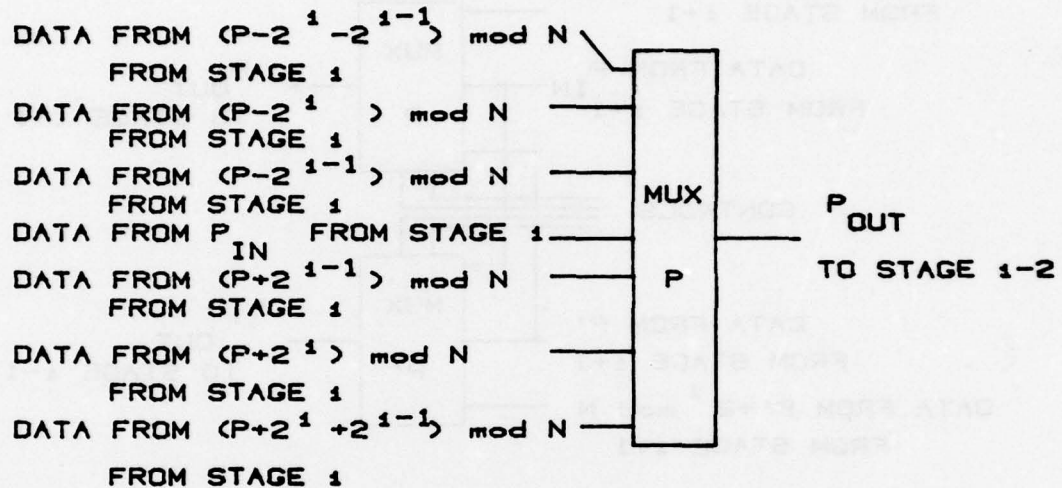 DATA FROM (P-2^i -2^i-1) mod N
FROM STAGE i
DATA FROM (P-2^i ) mod N
FROM STAGE i
DATA FROM (P-2^i-1) mod N
FROM STAGE i
DATA FROM P_IN FROM STAGE i
DATA FROM (P+2^i-1) mod N
FROM STAGE i
DATA FROM (P+2^i) mod N
FROM STAGE i
DATA FROM (P+2^i +2^i-1) mod N
FROM STAGE i
MUX
P
P_OUT
TO STAGE i-2